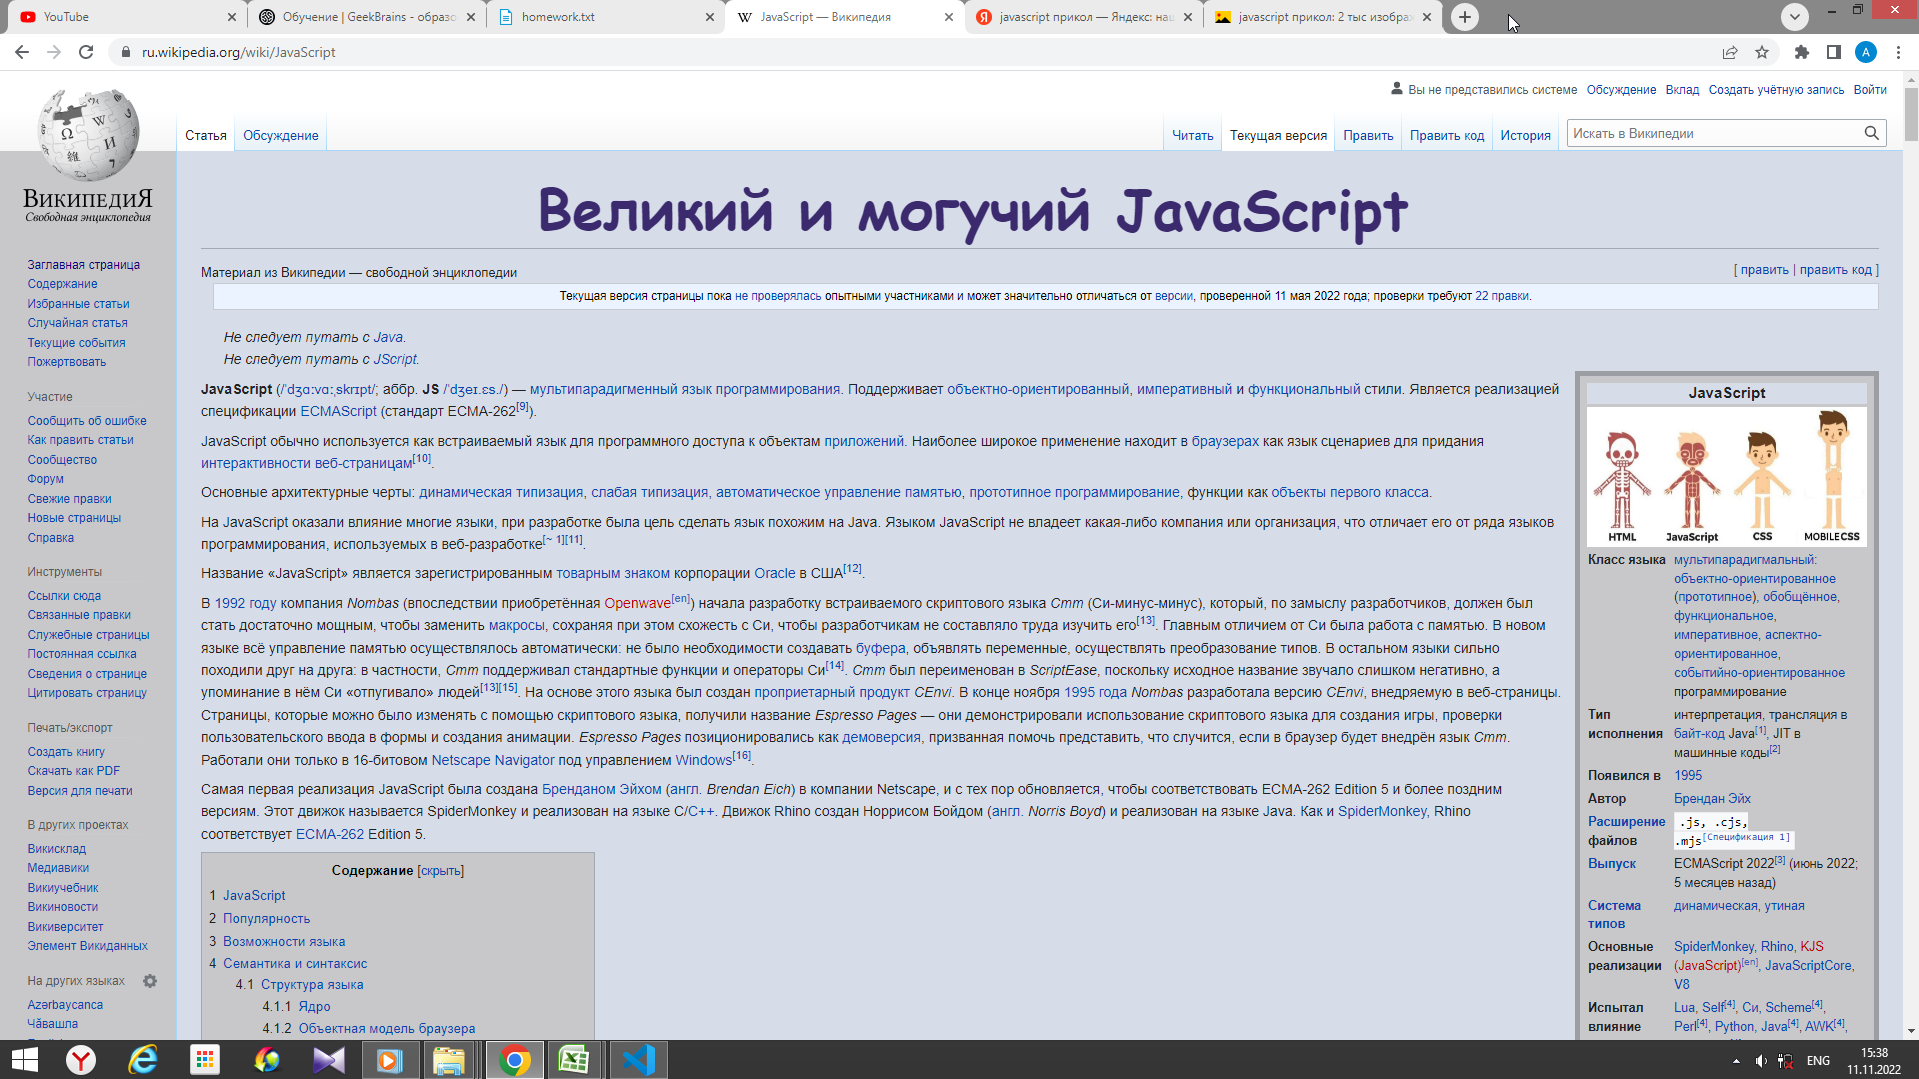 YouTube
Обучение | GeekBrains - образо
homework.txt
JavaScript — Википедия
javascript прикол — Яндекс: наш
javascript прикол: 2 тыс изображ
ru.wikipedia.org/wiki/JavaScript
A
Вы не представились системе Обсуждение Вклад Создать учётную запись Войти
Статья Обсуждение
Читать Текущая версия Править Править код История
Искать в Википедии
ВикипедиЯ
Свободная энциклопедия
Заглавная страница
Содержание
Избранные статьи
Случайная статья
Текущие события
Пожертвовать
Участие
Сообщить об ошибке
Как править статьи
Сообщество
Форум
Свежие правки
Новые страницы
Справка
Инструменты
Ссылки сюда
Связанные правки
Служебные страницы
Постоянная ссылка
Сведения о странице
Цитировать страницу
Печать/экспорт
Создать книгу
Скачать как PDF
Версия для печати
В других проектах
Викисклад
Медиавики
Викиучебник
Викиновости
Викиверситет
Элемент Викиданных
На других языках
Azərbaycanca
Чӑвашла
Великий и могучий JavaScript
Материал из Википедии — свободной энциклопедии
[ править | править код ]
Текущая версия страницы пока не проверялась опытными участниками и может значительно отличаться от версии, проверенной 11 мая 2022 года; проверки требуют 22 правки.
Не следует путать с Java.
Не следует путать с JScript.
JavaScript (/ˈdʒɑːvɑːˌskrɪpt/; аббр. JS /ˈdʒeɪ.ɛs./) — мультипарадигменный язык программирования. Поддерживает объектно-ориентированный, императивный и функциональный стили. Является реализацией
спецификации ECMAScript (стандарт ECMA-262[9]).
JavaScript обычно используется как встраиваемый язык для программного доступа к объектам приложений. Наиболее широкое применение находит в браузерах как язык сценариев для придания
интерактивности веб-страницам[10].
Основные архитектурные черты: динамическая типизация, слабая типизация, автоматическое управление памятью, прототипное программирование, функции как объекты первого класса.
На JavaScript оказали влияние многие языки, при разработке была цель сделать язык похожим на Java. Языком JavaScript не владеет какая-либо компания или организация, что отличает его от ряда языков
программирования, используемых в веб-разработке[~ 1][11].
Название «JavaScript» является зарегистрированным товарным знаком корпорации Oracle в США[12].
В 1992 году компания Nombas (впоследствии приобретённая Openwave[en]) начала разработку встраиваемого скриптового языка Cmm (Си-минус-минус), который, по замыслу разработчиков, должен был
стать достаточно мощным, чтобы заменить макросы, сохраняя при этом схожесть с Си, чтобы разработчикам не составляло труда изучить его[13]. Главным отличием от Си была работа с памятью. В новом
языке всё управление памятью осуществлялось автоматически: не было необходимости создавать буфера, объявлять переменные, осуществлять преобразование типов. В остальном языки сильно
походили друг на друга: в частности, Cmm поддерживал стандартные функции и операторы Си[14]. Cmm был переименован в ScriptEase, поскольку исходное название звучало слишком негативно, а
упоминание в нём Си «отпугивало» людей[13][15]. На основе этого языка был создан проприетарный продукт CEnvi. В конце ноября 1995 года Nombas разработала версию CEnvi, внедряемую в веб-страницы.
Страницы, которые можно было изменять с помощью скриптового языка, получили название Espresso Pages — они демонстрировали использование скриптового языка для создания игры, проверки
пользовательского ввода в формы и создания анимации. Espresso Pages позиционировались как демоверсия, призванная помочь представить, что случится, если в браузер будет внедрён язык Cmm.
Работали они только в 16-битовом Netscape Navigator под управлением Windows[16].
Самая первая реализация JavaScript была создана Бренданом Эйхом (англ. Brendan Eich) в компании Netscape, и с тех пор обновляется, чтобы соответствовать ECMA-262 Edition 5 и более поздним
версиям. Этот движок называется SpiderMonkey и реализован на языке C/C++. Движок Rhino создан Норрисом Бойдом (англ. Norris Boyd) и реализован на языке Java. Как и SpiderMonkey, Rhino
соответствует ECMA-262 Edition 5.
Содержание [скрыть]
1 JavaScript
2 Популярность
3 Возможности языка
4 Семантика и синтаксис
4.1 Структура языка
4.1.1 Ядро
4.1.2 Объектная модель браузера
JavaScript
HTML JavaScript CSS MOBILE CSS
Класс языка мультипарадигмальный:
объектно-ориентированное
(прототипное), обобщённое,
функциональное,
императивное, аспектно-
ориентированное,
событийно-ориентированное
программирование
Тип интерпретация, трансляция в
исполнения байт-код Java[1], JIT в
машинные коды[2]
Появился в 1995
Автор Брендан Эйх
Расширение .js, .cjs,
файлов .mjs[Спецификация 1]
Выпуск ECMAScript 2022[3] (июнь 2022;
5 месяцев назад)
Система динамическая, утиная
типов
Основные SpiderMonkey, Rhino, KJS
реализации (JavaScript)[en], JavaScriptCore,
V8
Испытал Lua, Self[4], Си, Scheme[4],
влияние Perl[4], Python, Java[4], AWK[4],
ENG
15:38
11.11.2022